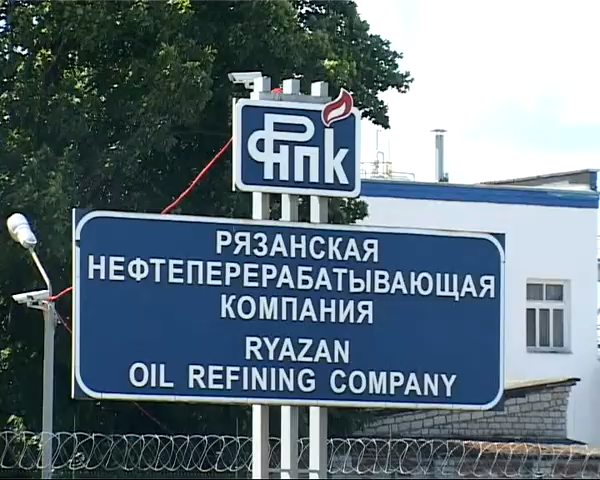 РНПК
РЯЗАНСКАЯ
НЕФТЕПЕРЕРАБАТЫВАЮЩАЯ
КОМПАНИЯ
RYAZAN
OIL REFINING COMPANY